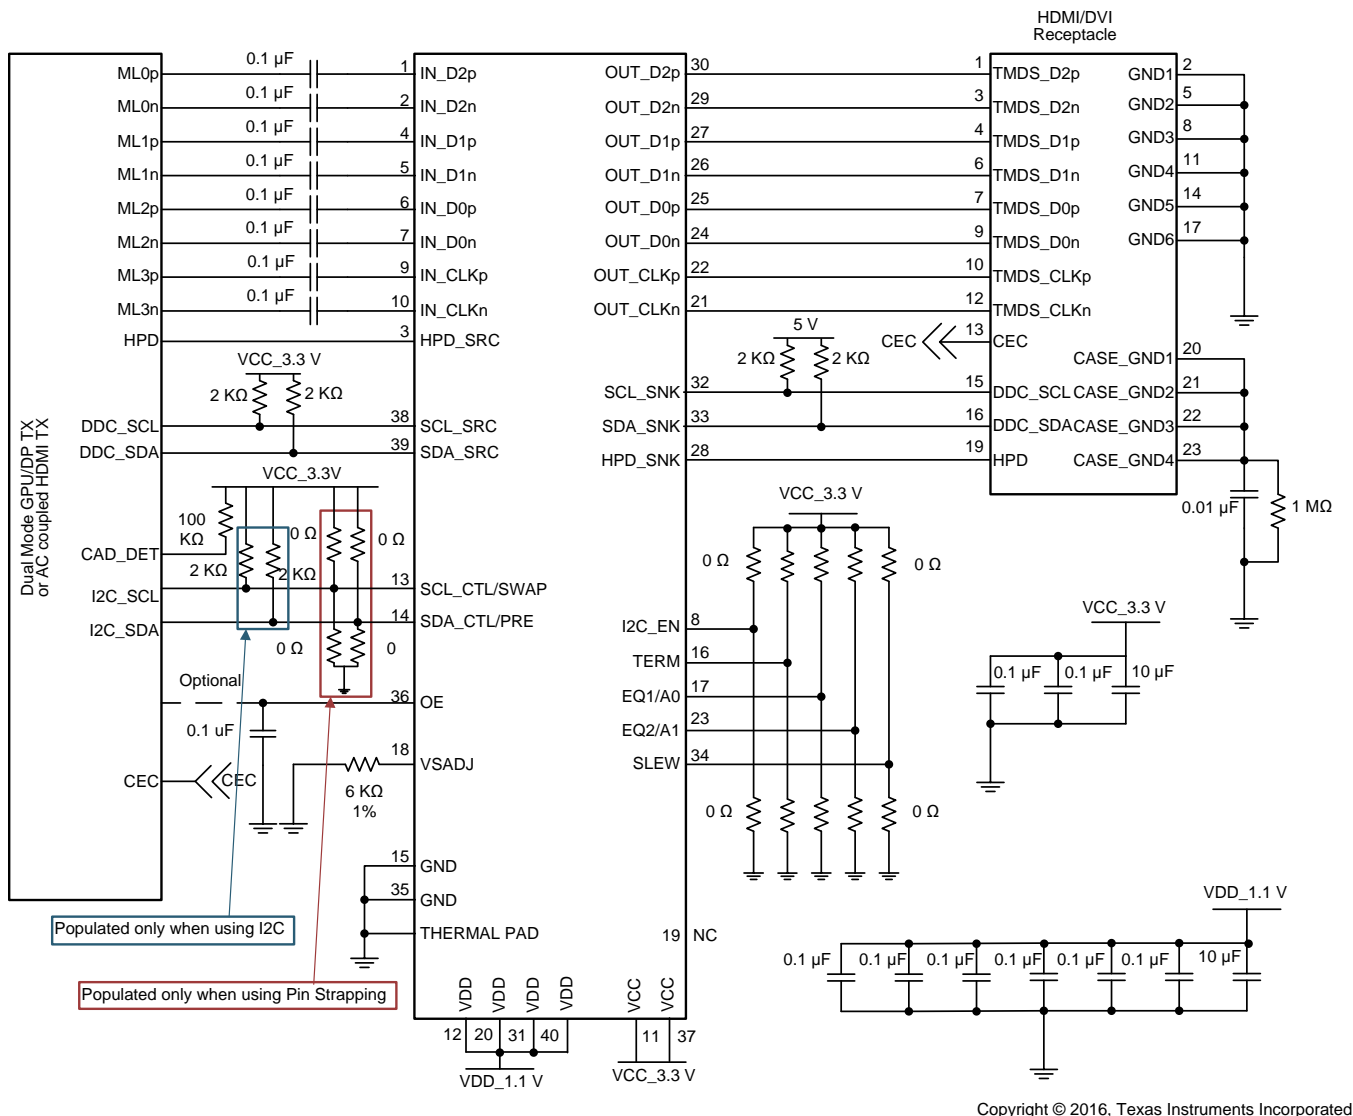 HDMI/DVI
Receptacle
Dual Mode GPU/DP TX
or AC coupled HDMI TX
ML0p
0.1 µF
1
IN_D2p
OUT_D2p
30
1
TMDS_D2p
GND1
2
ML0n
0.1 µF
2
IN_D2n
OUT_D2n
29
3
TMDS_D2n
GND2
5
ML1p
0.1 µF
4
IN_D1p
OUT_D1p
27
4
TMDS_D1p
GND3
8
ML1n
0.1 µF
5
IN_D1n
OUT_D1n
26
6
TMDS_D1n
GND4
11
ML2p
0.1 µF
6
IN_D0p
OUT_D0p
25
7
TMDS_D0p
GND5
14
ML2n
0.1 µF
7
IN_D0n
OUT_D0n
24
9
TMDS_D0n
GND6
17
ML3p
0.1 µF
9
IN_CLKp
OUT_CLKp
22
10
TMDS_CLKp
ML3n
0.1 µF
10
IN_CLKn
OUT_CLKn
21
12
TMDS_CLKn
HPD
3
HPD_SRC
5 V
CEC
13
CEC
VCC_3.3 V
2 KΩ
2 KΩ
2 KΩ
2 KΩ
CASE_GND1
20
SCL_SNK
32
15
DDC_SCL
CASE_GND2
21
DDC_SCL
38
SCL_SRC
SDA_SNK
33
16
DDC_SDA
CASE_GND3
22
DDC_SDA
39
SDA_SRC
HPD_SNK
28
19
HPD
CASE_GND4
23
VCC_3.3V
VCC_3.3 V
0.01 µF
1 MΩ
100
KΩ
0 Ω
0 Ω
CAD_DET
2 KΩ
2 KΩ
0 Ω
0 Ω
I2C_SCL
13
SCL_CTL/SWAP
I2C_SDA
14
SDA_CTL/PRE
I2C_EN
8
VCC_3.3 V
0 Ω
0
TERM
16
0.1 µF
0.1 µF
10 µF
Optional
36
OE
EQ1/A0
17
0.1 uF
EQ2/A1
23
18
VSADJ
SLEW
34
CEC
CEC
6 KΩ
1%
0 Ω
0 Ω
15
GND
35
GND
VDD_1.1 V
Populated only when using I2C
THERMAL PAD
19
NC
0.1 µF
0.1 µF
0.1 µF
0.1 µF
0.1 µF
0.1 µF
10 µF
Populated only when using Pin Strapping
VDD
VDD
VDD
VDD
VCC
VCC
12
20
31
40
11
37
VDD_1.1 V
VCC_3.3 V
Copyright © 2016, Texas Instruments Incorporated